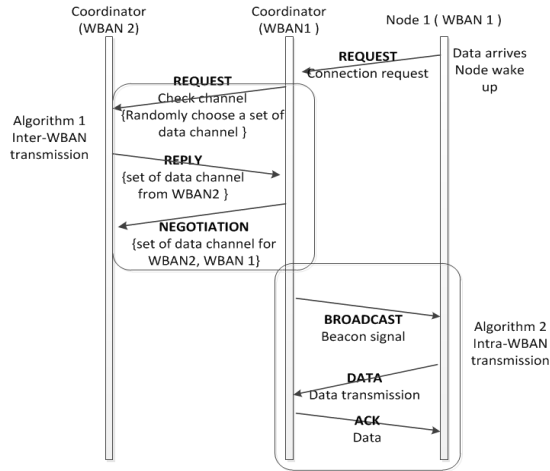 Coordinator
(WBAN 2)
Coordinator
(WBAN1 )
Node 1 ( WBAN 1 )
REQUEST
Connection request
Data arrives
Node wake
up
REQUEST
Check channel
{Randomly choose a set of
data channel }
Algorithm 1
Inter-WBAN
transmission
REPLY
{set of data channel
from WBAN2 }
NEGOTIATION
{set of data channel for
WBAN2, WBAN 1}
BROADCAST
Beacon signal
Algorithm 2
Intra-WBAN
transmission
DATA
Data transmission
ACK
Data